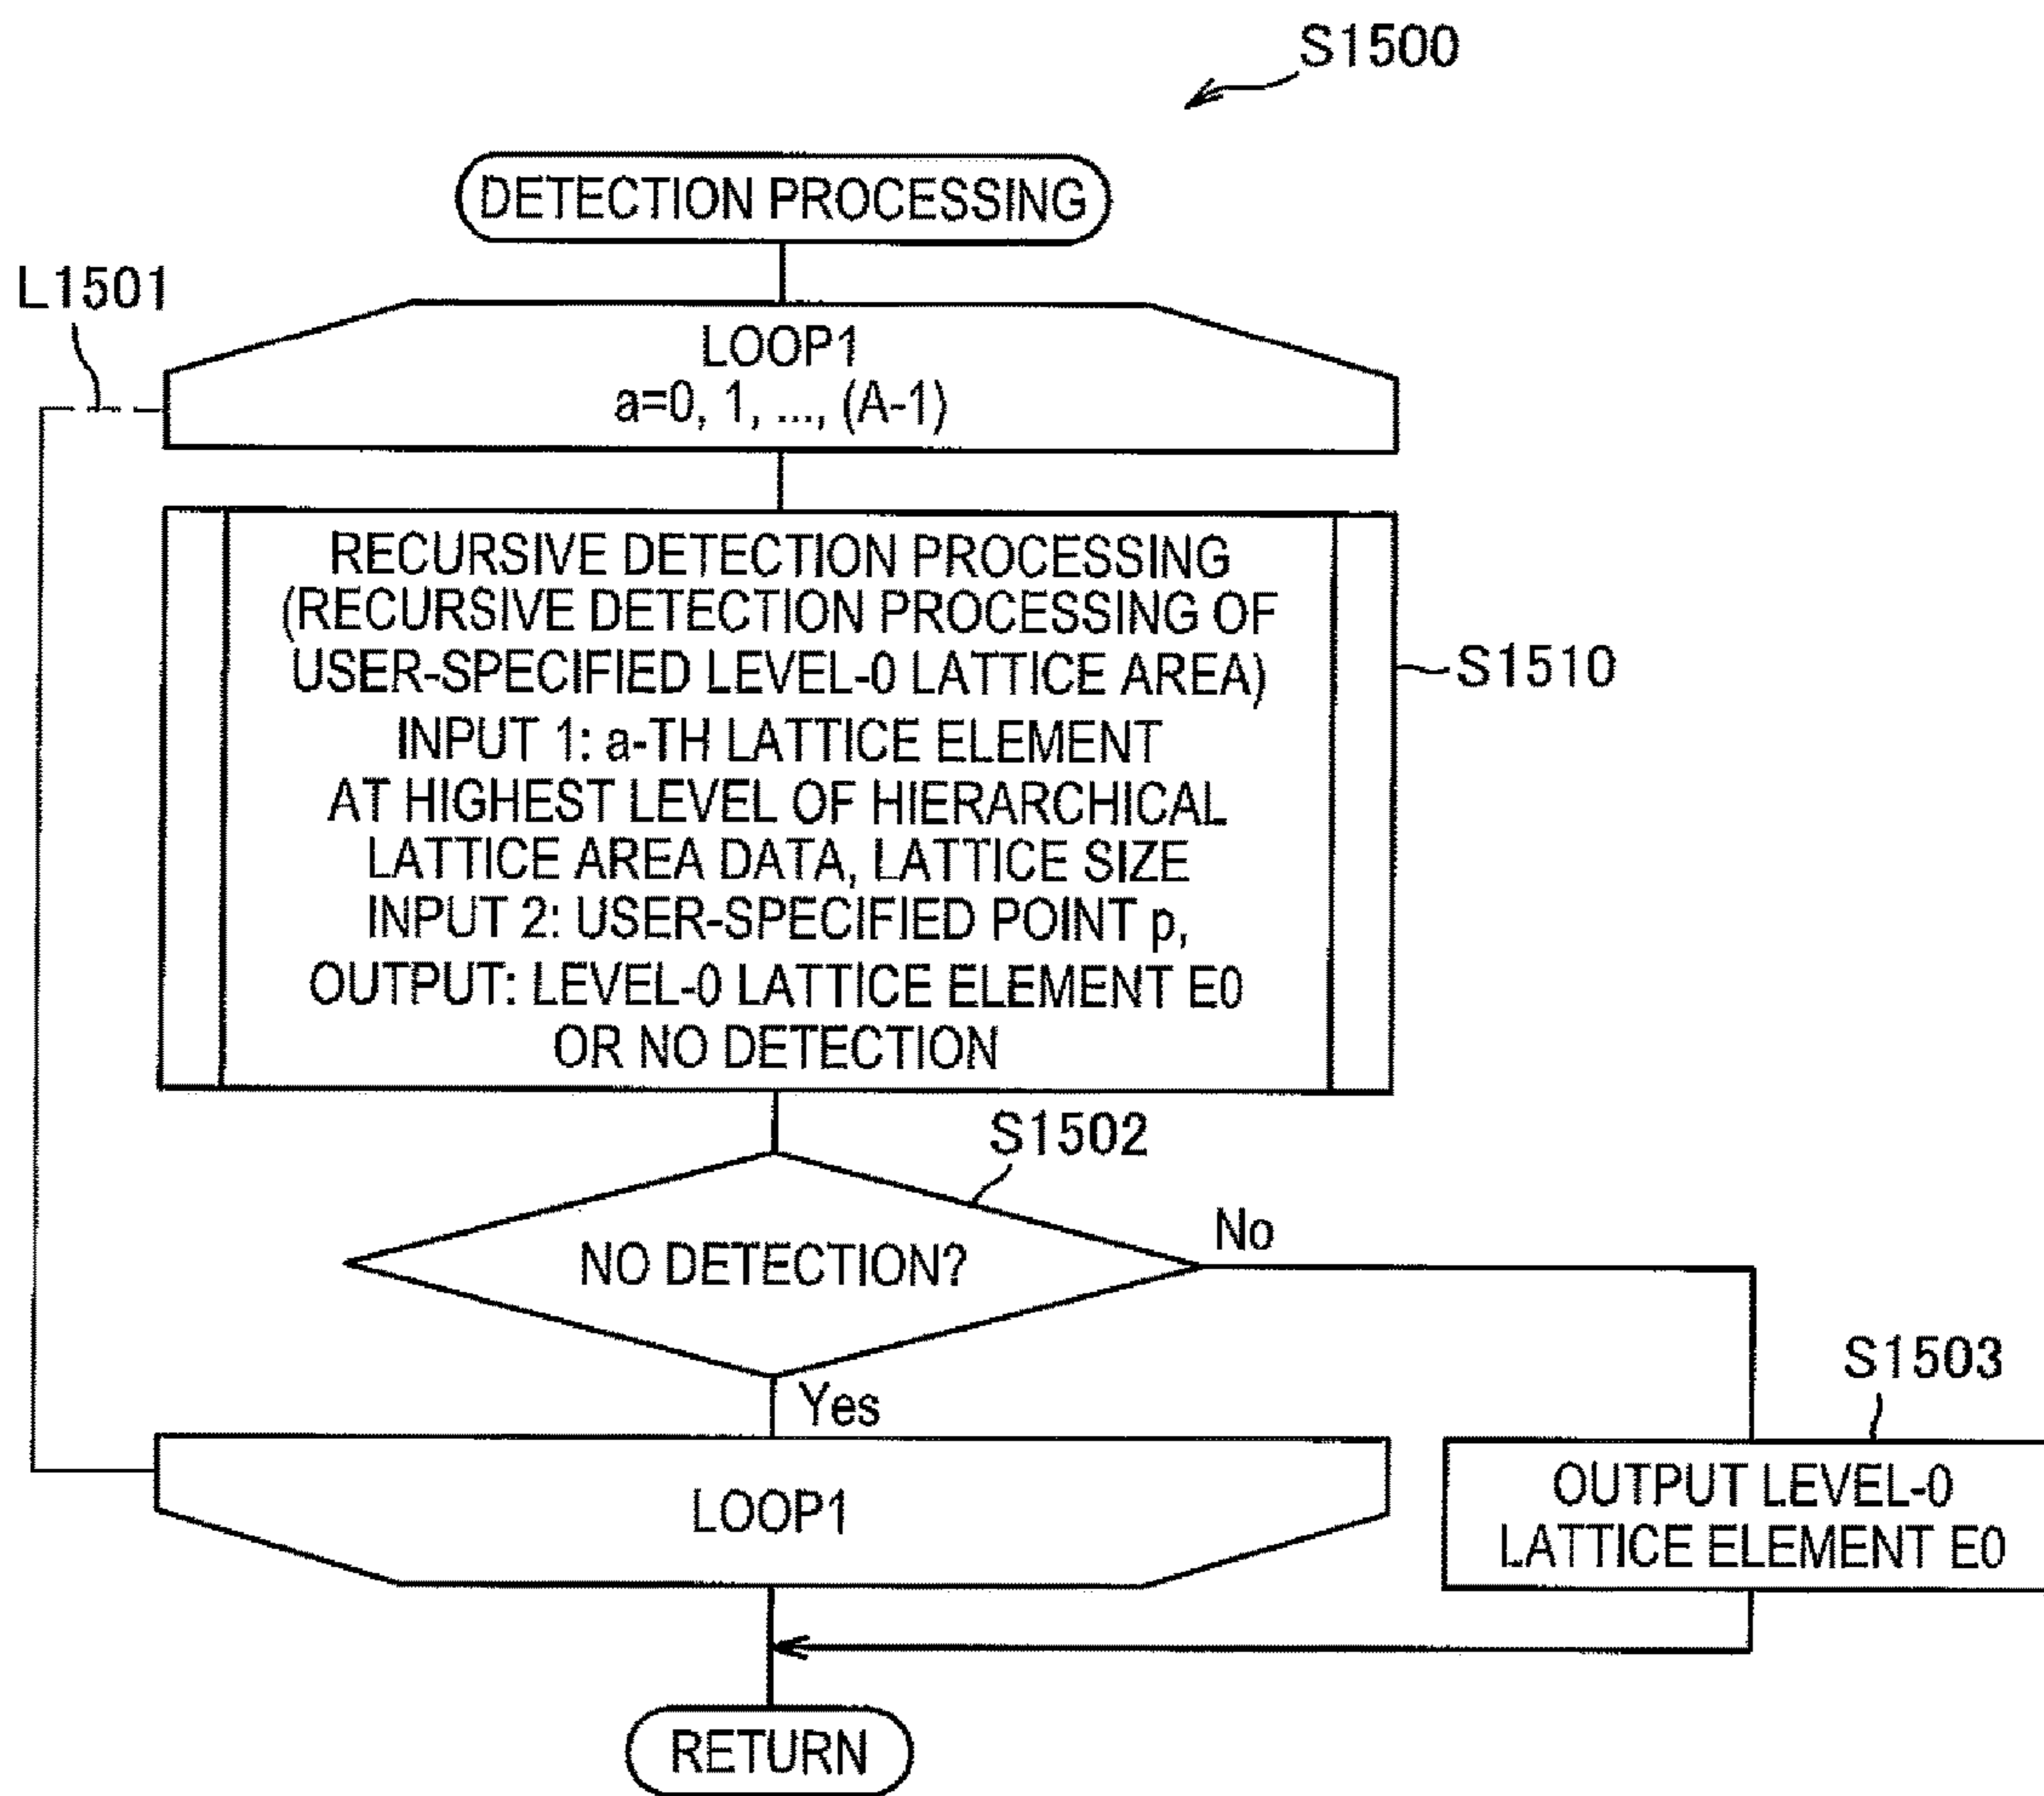 S1500
DETECTION PROCESSING
L1501
LOOP1
a=0, 1, ..., (A-1)
RECURSIVE DETECTION PROCESSING
(RECURSIVE DETECTION PROCESSING OF
USER-SPECIFIED LEVEL-0 LATTICE AREA)
INPUT 1: a-TH LATTICE ELEMENT
AT HIGHEST LEVEL OF HIERARCHICAL
LATTICE AREA DATA, LATTICE SIZE
INPUT 2: USER-SPECIFIED POINT p,
OUTPUT: LEVEL-0 LATTICE ELEMENT E0
OR NO DETECTION
S1510
S1502
NO DETECTION?
No
Yes
S1503
OUTPUT LEVEL-0
LATTICE ELEMENT E0
LOOP1
RETURN